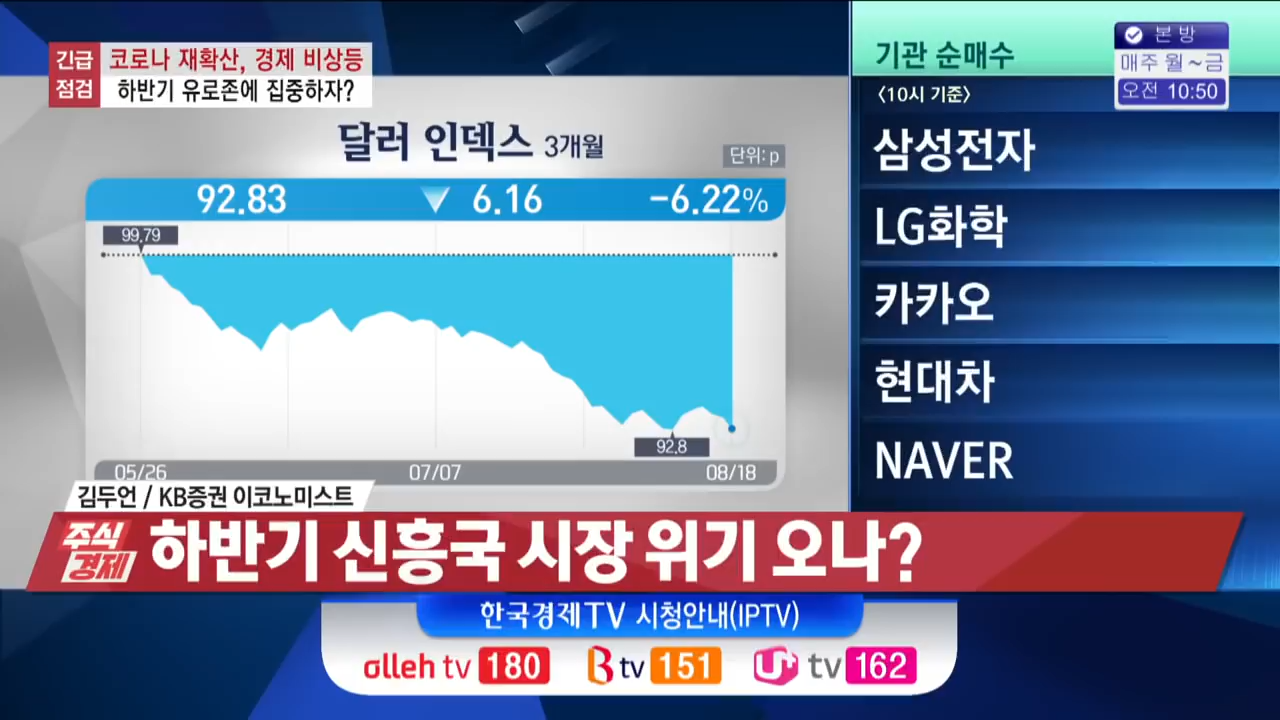 긴급
점검
코로나 재확산, 경제 비상등
하반기 유로존에 집중하자?
달러 인덱스 3개월
단위: p
92.83 ▼ 6.16 -6.22%
99.79
92.8
05/26 07/07 08/18
기관 순매수
〈10시 기준〉
본 방
매주 월~금
오전 10:50
삼성전자
LG화학
카카오
현대차
NAVER
김두언 / KB증권 이코노미스트
주식
경제
하반기 신흥국 시장 위기 오나?
한국경제TV 시청안내(IPTV)
olleh tv 180 B tv 151 U+ tv 162